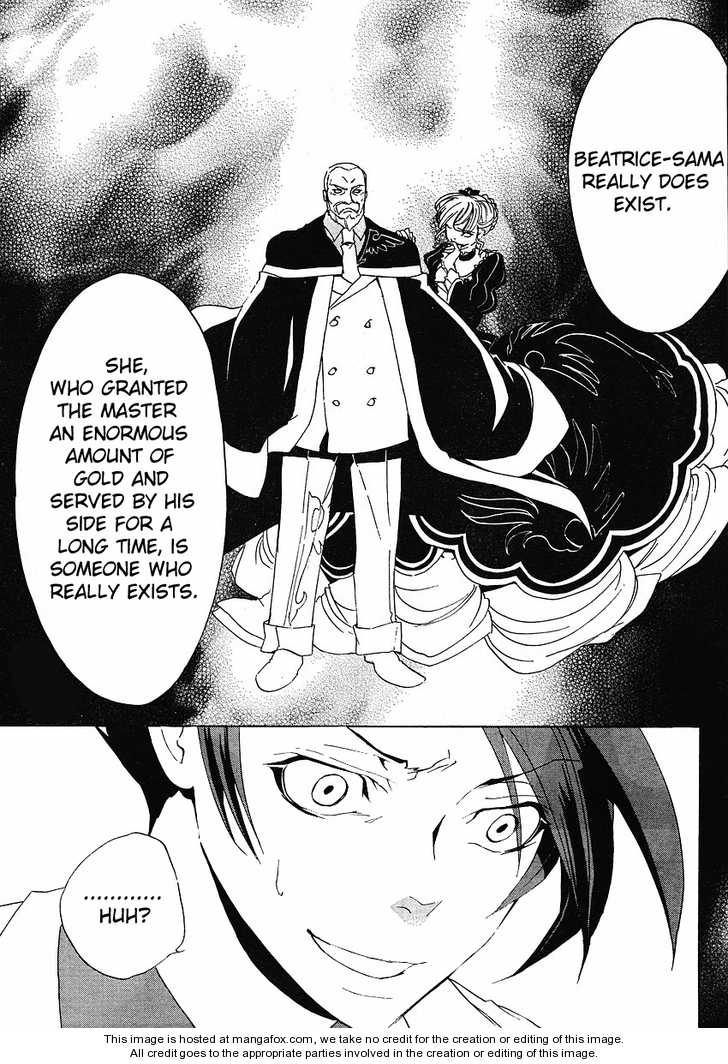 BEATRICE-SAMA
REALLY DOES
EXIST.
SHE,
WHO GRANTED
THE MASTER
AN ENORMOUS
AMOUNT OF
GOLD AND
SERVED BY HIS
SIDE FOR A
LONG TIME, IS
SOMEONE WHO
REALLY EXISTS.
............
HUH?
This image is hosted at mangafox.com, we take no credit for the creation or editing of this image.
All credit goes to the appropriate parties involved in the creation or editing of this image.